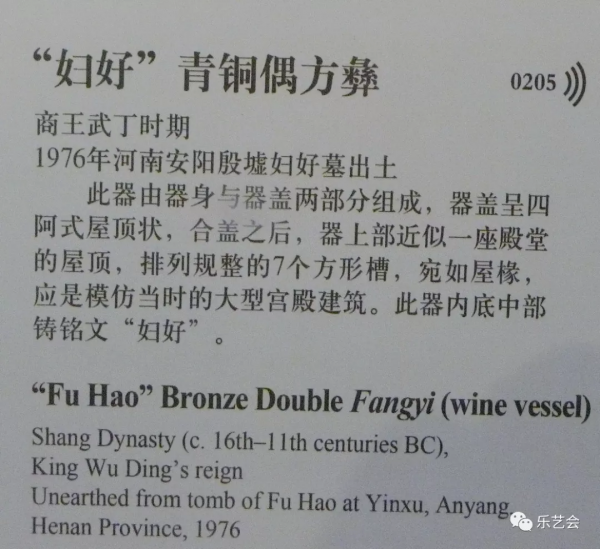 “妇好”青铜偶方彝
0205
商王武丁时期
1976年河南安阳殷墟妇好墓出土
此器由器身与器盖两部分组成，器盖呈四
阿式屋顶状，合盖之后，器上部近似一座殿堂
的屋顶，排列规整的7个方形槽，宛如屋椽，
应是模仿当时的大型宫殿建筑。此器内底中部
铸铭文“妇好”。
“Fu Hao” Bronze Double Fangyi (wine vessel)
Shang Dynasty (c. 16th–11th centuries BC),
King Wu Ding’s reign
Unearthed from tomb of Fu Hao at Yinxu, Anyang,
Henan Province, 1976
乐艺会